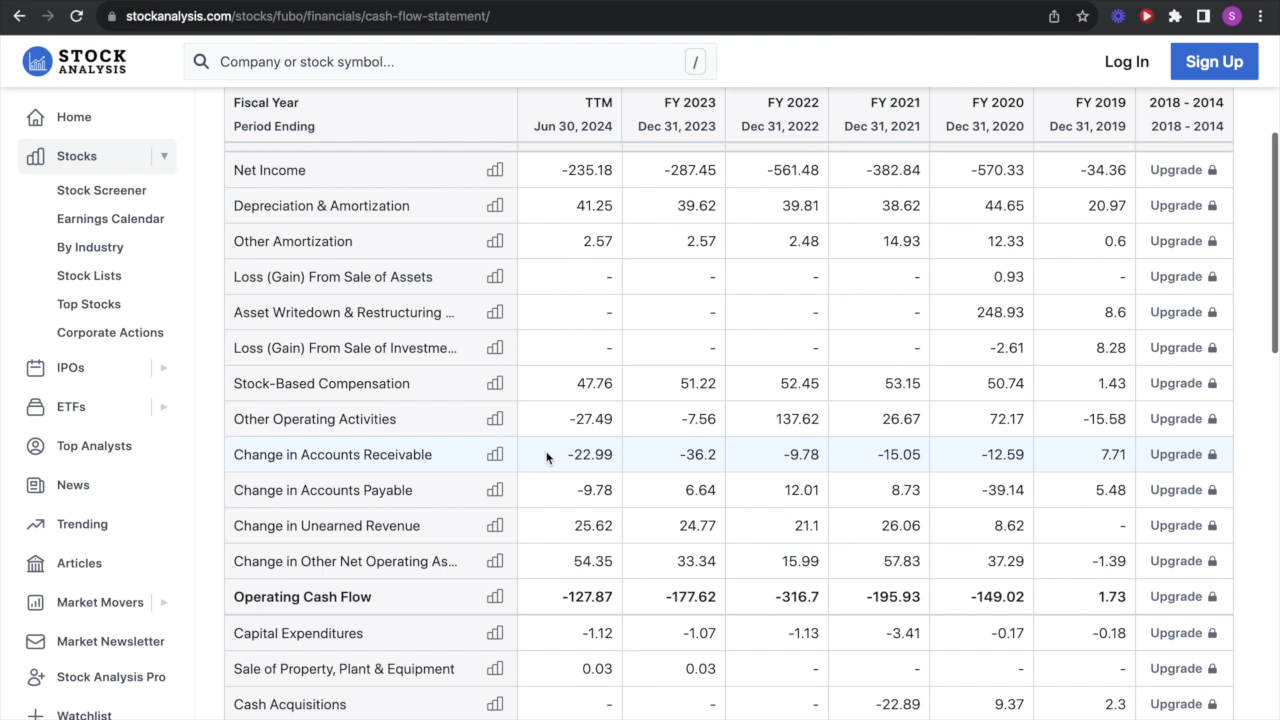 stockanalysis.com/stocks/fubo/financials/cash-flow-statement/
S
STOCK
ANALYSIS
Company or stock symbol...
/
Log In
Sign Up
Home
Stocks
Stock Screener
Earnings Calendar
By Industry
Stock Lists
Top Stocks
Corporate Actions
IPOs
ETFs
Top Analysts
News
Trending
Articles
Market Movers
Market Newsletter
Stock Analysis Pro
Watchlist
Fiscal Year TTM FY 2023 FY 2022 FY 2021 FY 2020 FY 2019 2018 - 2014
Period Ending Jun 30, 2024 Dec 31, 2023 Dec 31, 2022 Dec 31, 2021 Dec 31, 2020 Dec 31, 2019 2018 - 2014
Net Income -235.18 -287.45 -561.48 -382.84 -570.33 -34.36 Upgrade
Depreciation & Amortization 41.25 39.62 39.81 38.62 44.65 20.97 Upgrade
Other Amortization 2.57 2.57 2.48 14.93 12.33 0.6 Upgrade
Loss (Gain) From Sale of Assets - - - - 0.93 - Upgrade
Asset Writedown & Restructuring ... - - - - 248.93 8.6 Upgrade
Loss (Gain) From Sale of Investme... - - - - -2.61 8.28 Upgrade
Stock-Based Compensation 47.76 51.22 52.45 53.15 50.74 1.43 Upgrade
Other Operating Activities -27.49 -7.56 137.62 26.67 72.17 -15.58 Upgrade
Change in Accounts Receivable -22.99 -36.2 -9.78 -15.05 -12.59 7.71 Upgrade
Change in Accounts Payable -9.78 6.64 12.01 8.73 -39.14 5.48 Upgrade
Change in Unearned Revenue 25.62 24.77 21.1 26.06 8.62 - Upgrade
Change in Other Net Operating As... 54.35 33.34 15.99 57.83 37.29 -1.39 Upgrade
Operating Cash Flow -127.87 -177.62 -316.7 -195.93 -149.02 1.73 Upgrade
Capital Expenditures -1.12 -1.07 -1.13 -3.41 -0.17 -0.18 Upgrade
Sale of Property, Plant & Equipment 0.03 0.03 - - - - Upgrade
Cash Acquisitions - - - -22.89 9.37 2.3 Upgrade